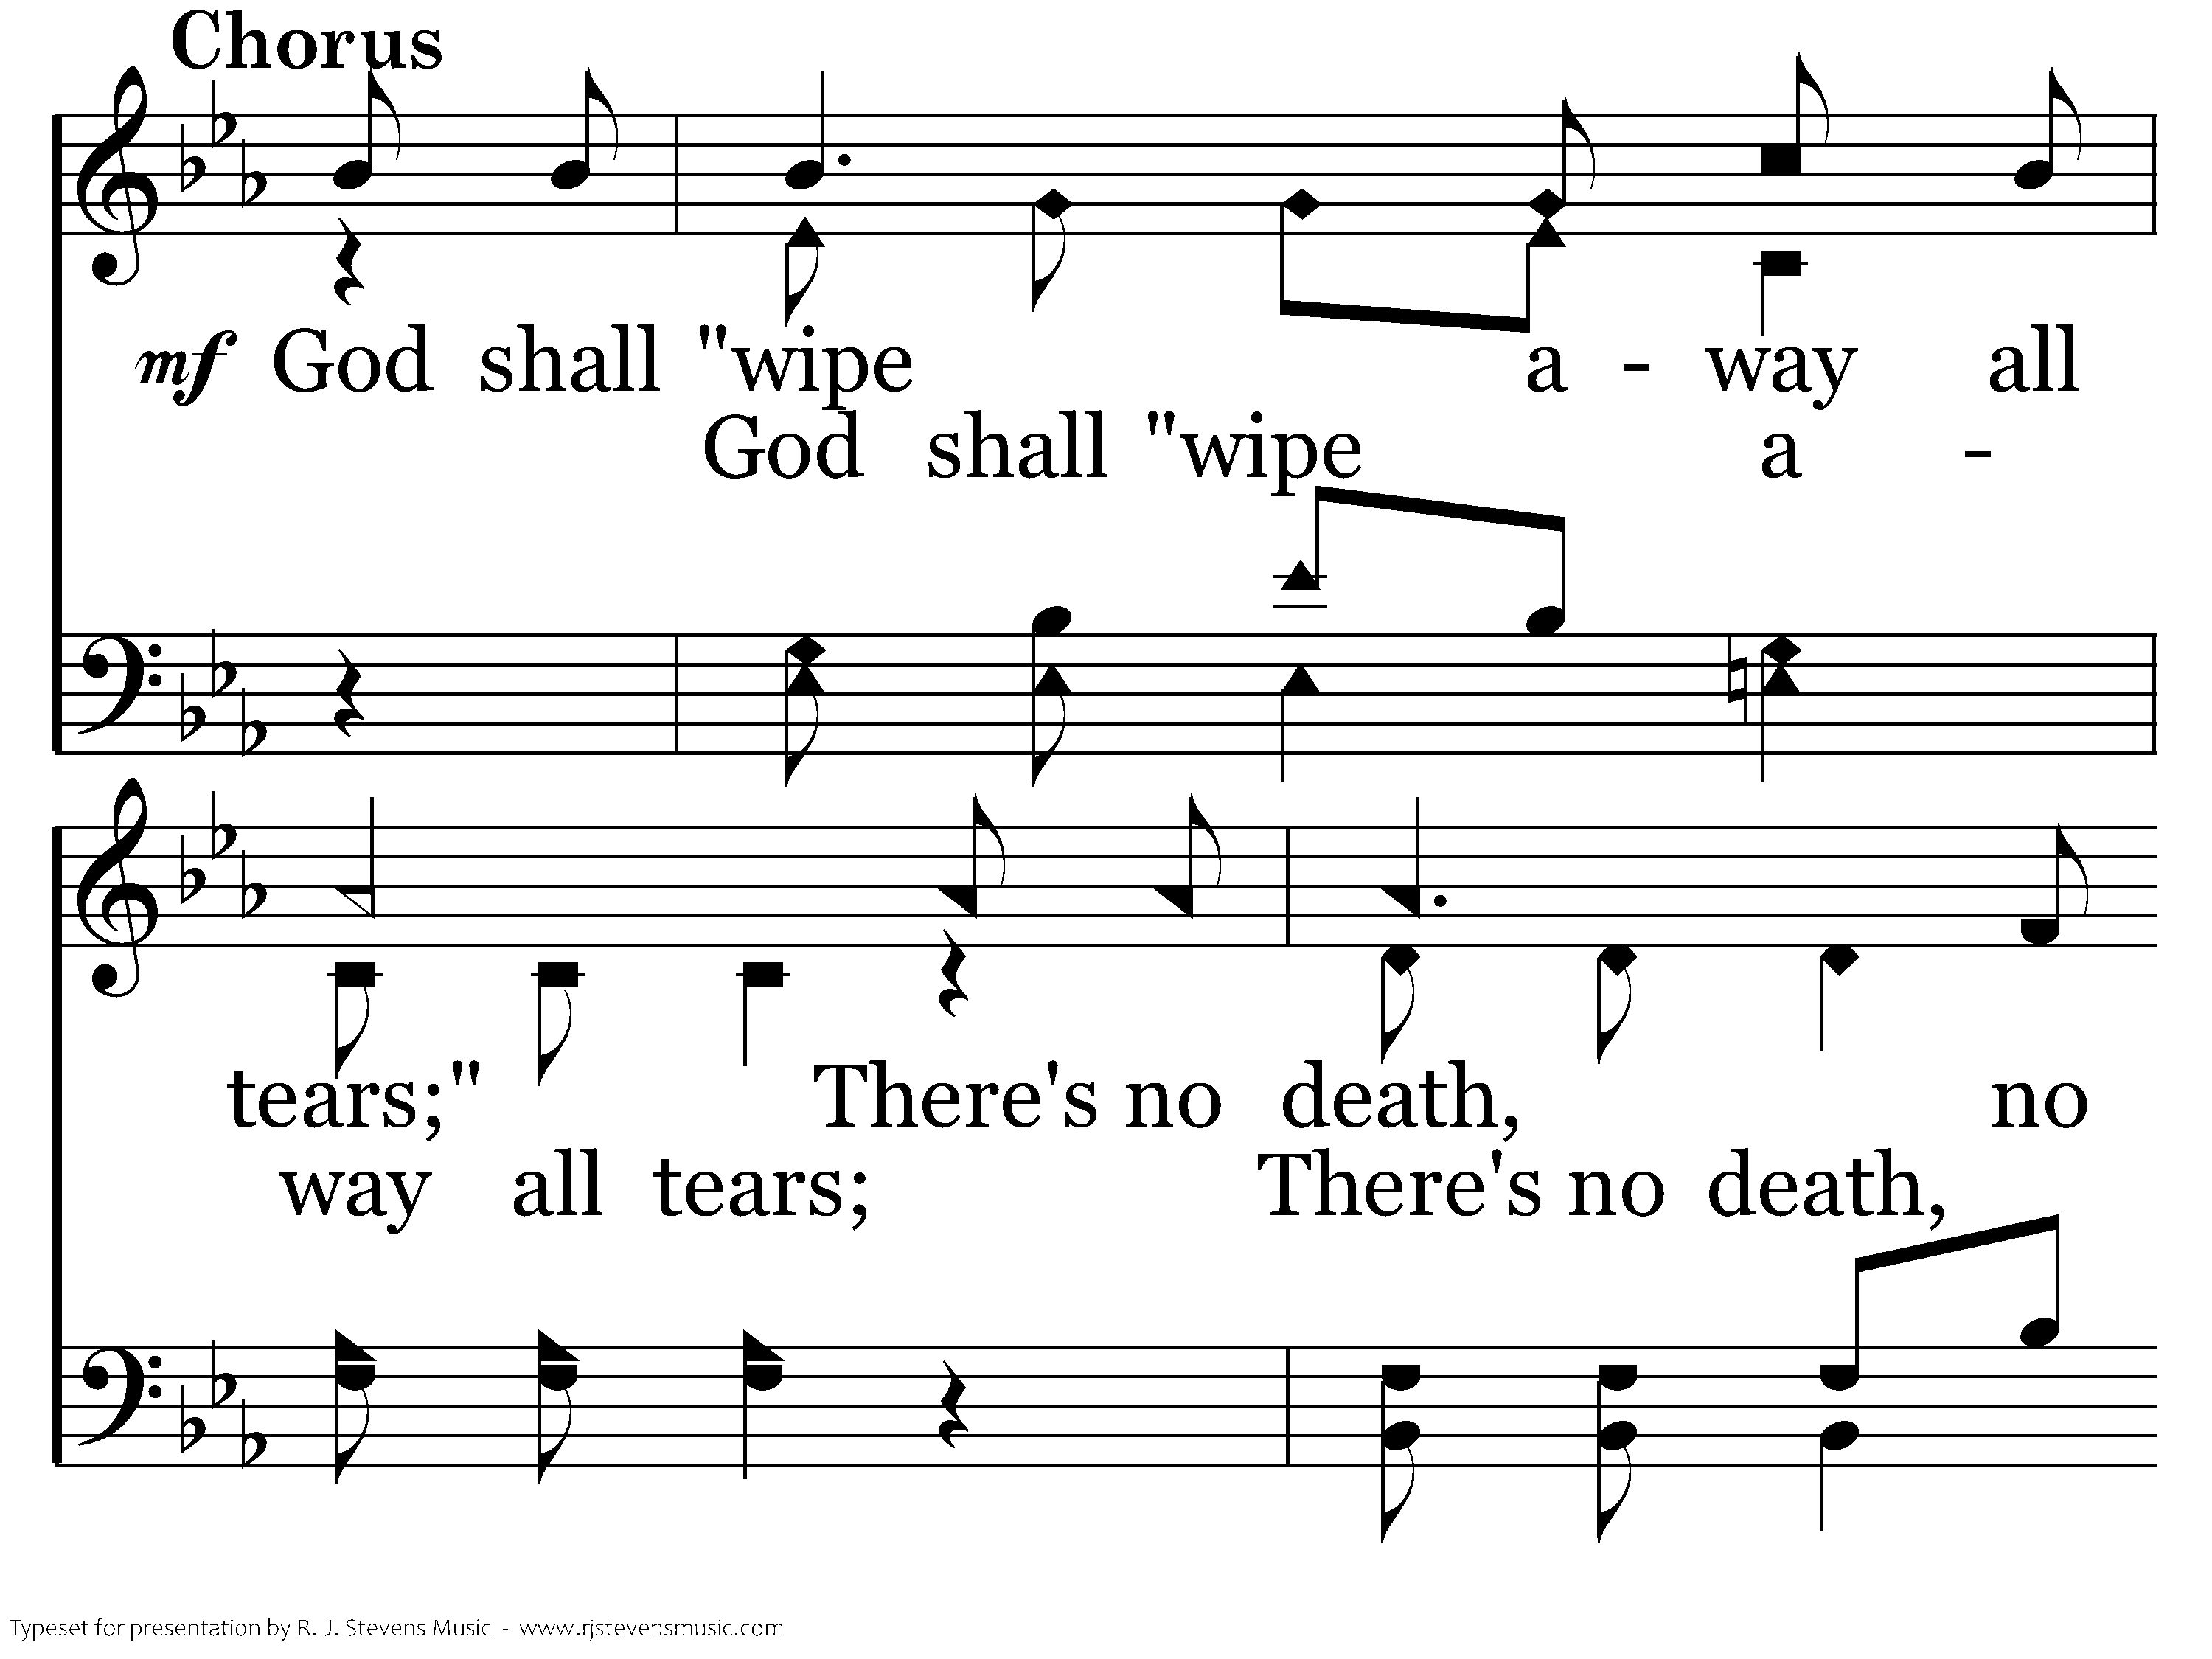 Chorus
mf God shall "wipe a - way all
God shall "wipe a -
tears;" There's no death, no
way all tears; There's no death,
Typeset for presentation by R. J. Stevens Music - www.rjstevensmusic.com